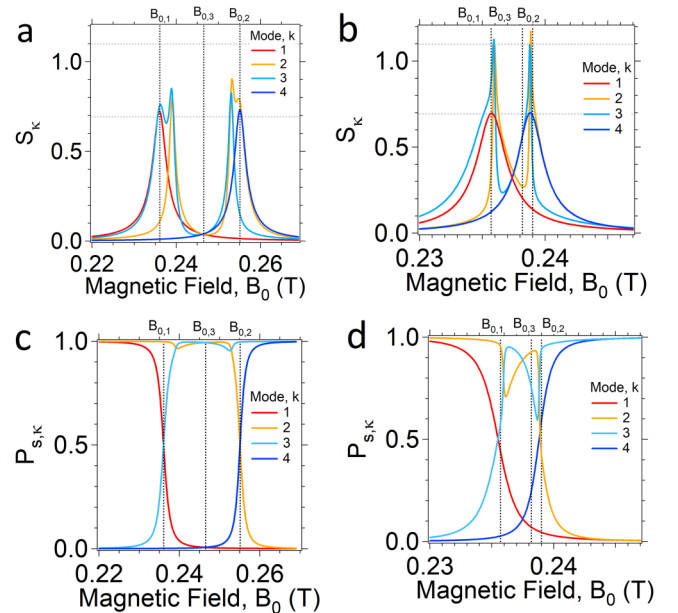 a
B0,1 B0,3 B0,2
Mode, k
1
2
3
4
1.0
0.5
0.0
Sκ
0.22 0.24 0.26
Magnetic Field, B0 (T)
b
B0,1 B0,3 B0,2
Mode, k
1
2
3
4
1.0
0.5
0.0
Sκ
0.23 0.24
Magnetic Field, B0 (T)
c
B0,1 B0,3 B0,2
Mode, k
1
2
3
4
1.0
0.5
0.0
Ps,κ
0.22 0.24 0.26
Magnetic Field, B0 (T)
d
B0,1 B0,3 B0,2
Mode, k
1
2
3
4
1.0
0.5
0.0
Ps,κ
0.23 0.24
Magnetic Field, B0 (T)